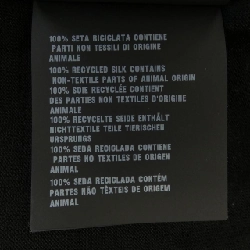 100% SETA RICICLATA CONTIENE
PARTI NON TESSILI DI ORIGINE
ANIMALE
100% RECYCLED SILK CONTAINS
NON-TEXTILE PARTS OF ANIMAL ORIGIN
100% SOIE RECYCLÉE CONTIENT
DES PARTIES NON TEXTILES D'ORIGINE
ANIMALE
100% RECYCELTE SEIDE ENTHÄLT
NICHTTEXTILE TEILE TIERISCHEN
URSPRUNGS
100% SEDA RECICLADA CONTIENE
PARTES NO TEXTILES DE ORIGEN
ANIMAL
100% SEDA RECICLADA CONTÉM
PARTES NÃO TÊXTEIS DE ORIGEM
ANIMAL